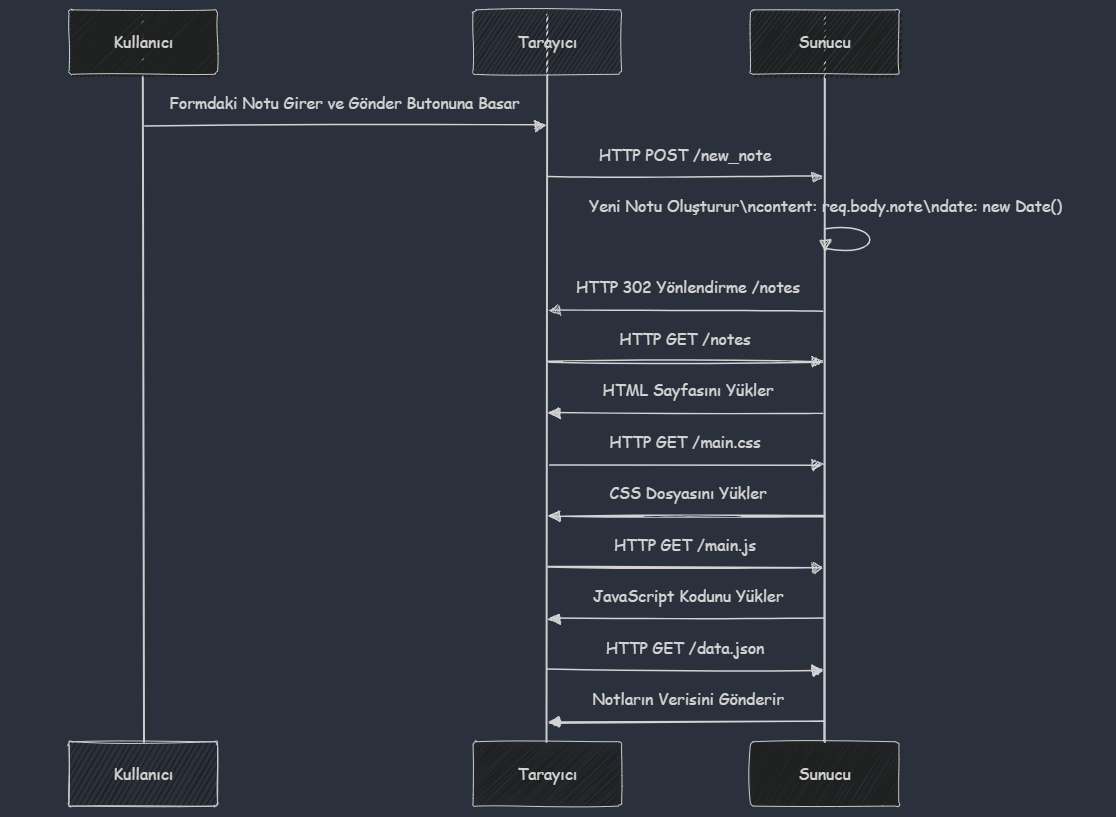 Kullanıcı
Tarayıcı
Sunucu
Formdaki Notu Girer ve Gönder Butonuna Basar
HTTP POST /new_note
Yeni Notu Oluşturur\ncontent: req.body.note\ndate: new Date()
HTTP 302 Yönlendirme /notes
HTTP GET /notes
HTML Sayfasını Yükler
HTTP GET /main.css
CSS Dosyasını Yükler
HTTP GET /main.js
JavaScript Kodunu Yükler
HTTP GET /data.json
Notların Verisini Gönderir
Kullanıcı
Tarayıcı
Sunucu